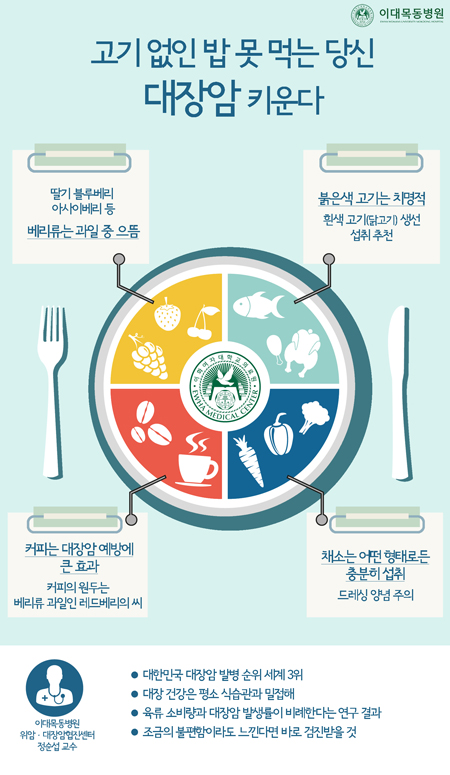 이대목동병원
고기 없인 밥 못 먹는 당신
대장암 키운다
딸기 블루베리
아사이베리 등
베리류는 과일 중 으뜸
붉은색 고기는 치명적
흰색 고기(닭고기) 생선
섭취 추천
이화여자대학교의료원
EWHA MEDICAL CENTER
커피는 대장암 예방에
큰 효과
커피의 원두는
베리류 과일인 레드베리의 씨
채소는 어떤 형태로든
충분히 섭취
드레싱 양념 주의
이대목동병원
위암 · 대장암협진센터
정순섭 교수
● 대한민국 대장암 발병 순위 세계 3위
● 대장 건강은 평소 식습관과 밀접해
● 육류 소비량과 대장암 발생률이 비례한다는 연구 결과
● 조금의 불편함이라도 느낀다면 바로 검진받을 것